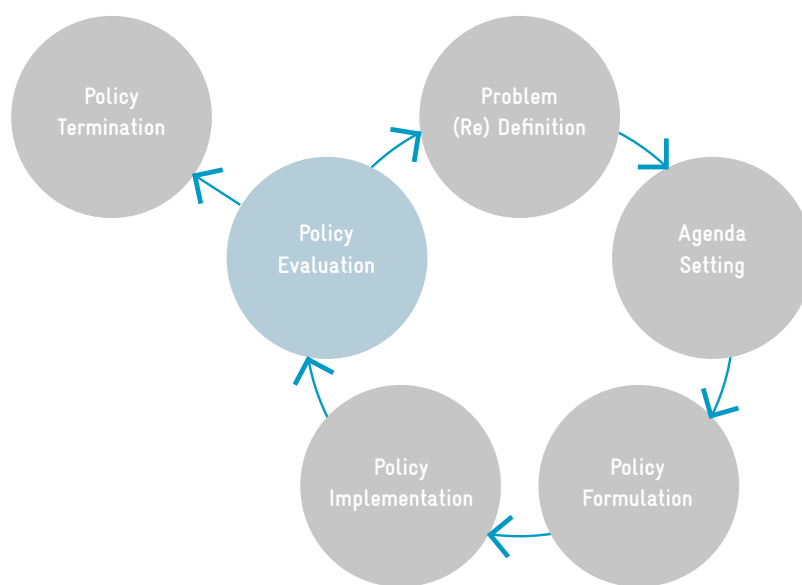 Policy
Termination
Problem
(Re) Definition
Policy
Evaluation
Agenda
Setting
Policy
Implementation
Policy
Formulation